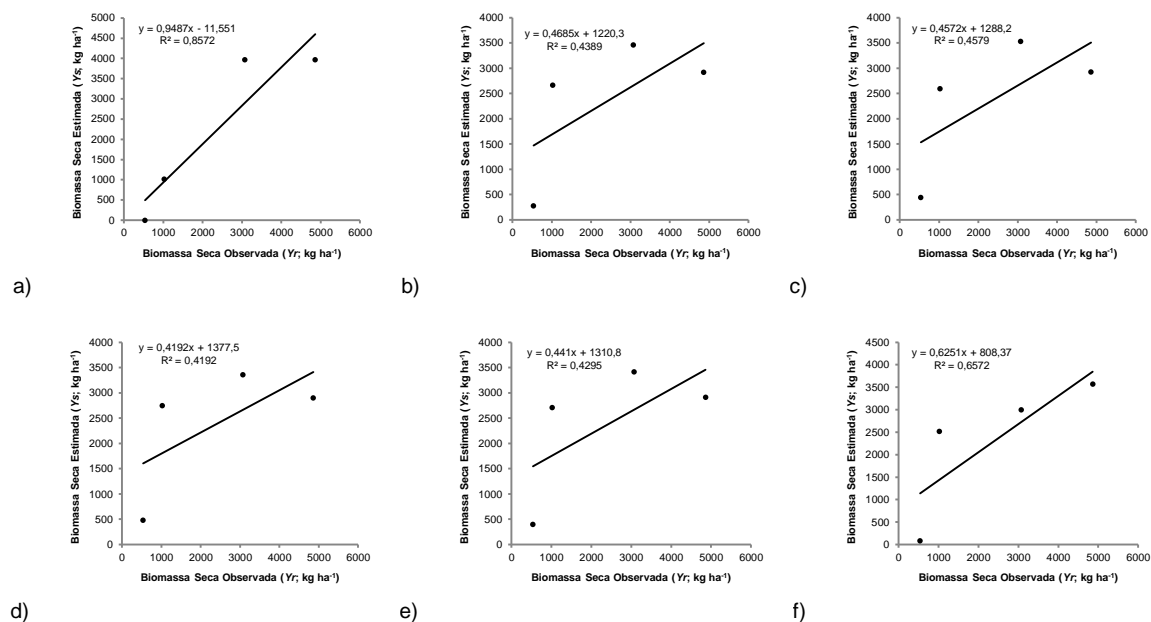 y = 0,9487x - 11,551
R² = 0,8572
5000
4500
4000
3500
3000
2500
2000
1500
1000
500
0
0 1000 2000 3000 4000 5000 6000
Biomassa Seca Estimada (Ys; kg ha⁻¹)
Biomassa Seca Observada (Yr; kg ha⁻¹)
a)
y = 0,4685x + 1220,3
R² = 0,4389
4000
3500
3000
2500
2000
1500
1000
500
0
0 1000 2000 3000 4000 5000 6000
Biomassa Seca Estimada (Ys; kg ha⁻¹)
Biomassa Seca Observada (Yr; kg ha⁻¹)
b)
y = 0,4572x + 1288,2
R² = 0,4579
4000
3500
3000
2500
2000
1500
1000
500
0
0 1000 2000 3000 4000 5000 6000
Biomassa Seca Estimada (Ys; kg ha⁻¹)
Biomassa Seca Observada (Yr; kg ha⁻¹)
c)
y = 0,4192x + 1377,5
R² = 0,4192
4000
3500
3000
2500
2000
1500
1000
500
0
0 1000 2000 3000 4000 5000 6000
Biomassa Seca Estimada (Ys; kg ha⁻¹)
Biomassa Seca Observada (Yr; kg ha⁻¹)
d)
y = 0,441x + 1310,8
R² = 0,4295
4000
3500
3000
2500
2000
1500
1000
500
0
0 1000 2000 3000 4000 5000 6000
Biomassa Seca Estimada (Ys; kg ha⁻¹)
Biomassa Seca Observada (Yr; kg ha⁻¹)
e)
y = 0,6251x + 808,37
R² = 0,6572
4500
4000
3500
3000
2500
2000
1500
1000
500
0
0 1000 2000 3000 4000 5000 6000
Biomassa Seca Estimada (Ys; kg ha⁻¹)
Biomassa Seca Observada (Yr; kg ha⁻¹)
f)